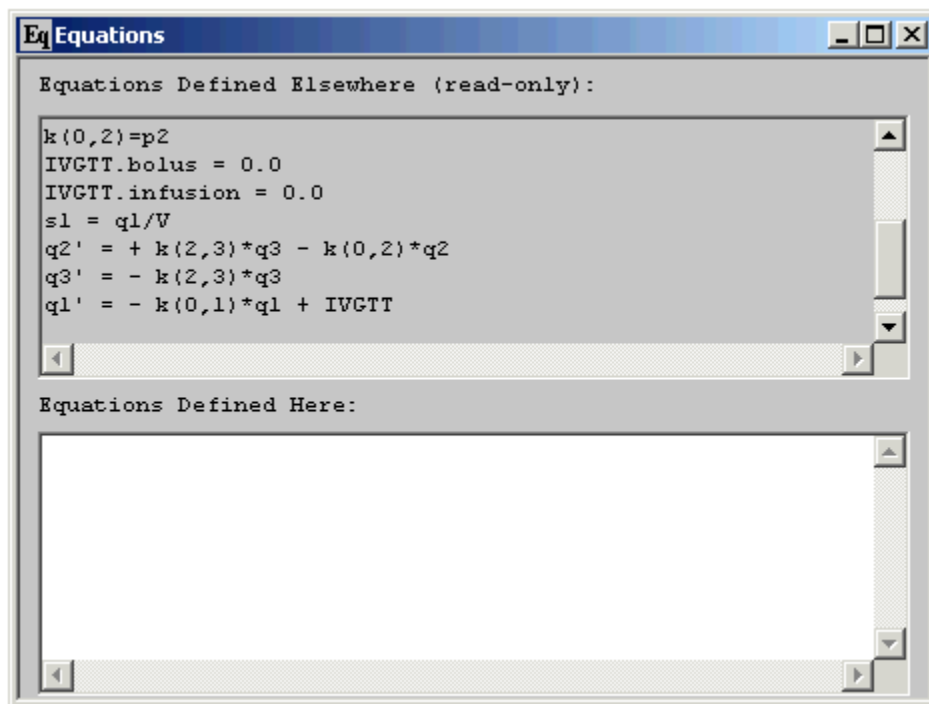 Eq Equations
Equations Defined Elsewhere (read-only):
k(0,2)=p2
IVGTT.bolus = 0.0
IVGTT.infusion = 0.0
s1 = q1/V
q2' = + k(2,3)*q3 - k(0,2)*q2
q3' = - k(2,3)*q3
q1' = - k(0,1)*q1 + IVGTT
Equations Defined Here: